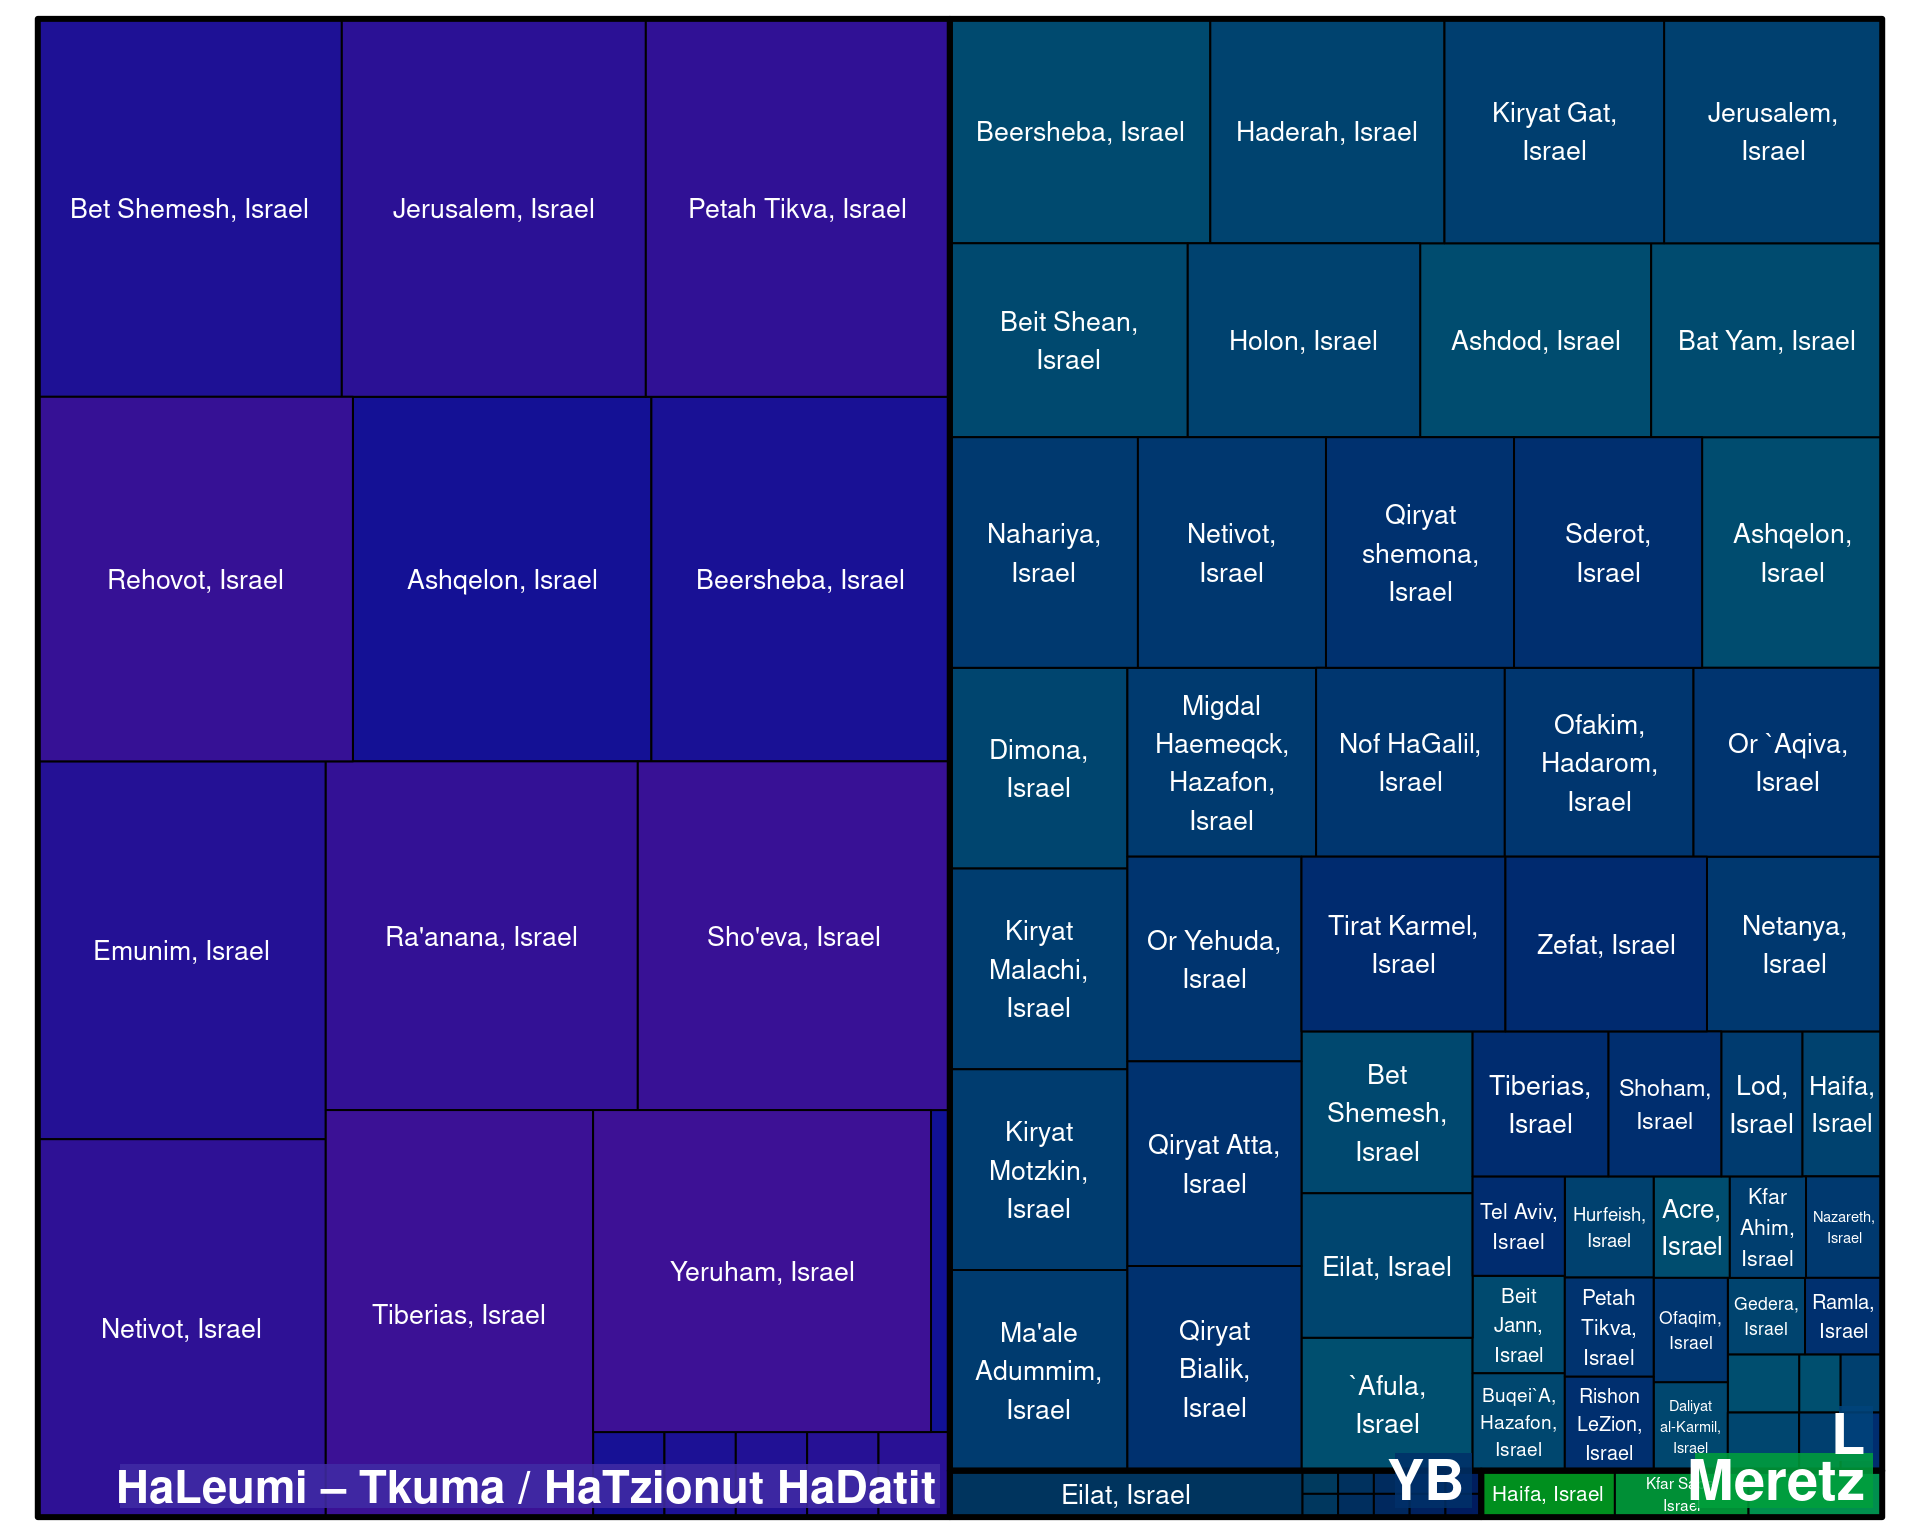 Bet Shemesh, Israel
Jerusalem, Israel
Petah Tikva, Israel
Rehovot, Israel
Ashqelon, Israel
Beersheba, Israel
Emunim, Israel
Ra'anana, Israel
Sho'eva, Israel
Netivot, Israel
Tiberias, Israel
Yeruham, Israel
HaLeumi – Tkuma / HaTzionut HaDatit
Beersheba, Israel
Haderah, Israel
Kiryat Gat,
Israel
Jerusalem,
Israel
Beit Shean,
Israel
Holon, Israel
Ashdod, Israel
Bat Yam, Israel
Nahariya,
Israel
Netivot,
Israel
Qiryat
shemona,
Israel
Sderot,
Israel
Ashqelon,
Israel
Dimona,
Israel
Migdal
Haemeqck,
Hazafon,
Israel
Nof HaGalil,
Israel
Ofakim,
Hadarom,
Israel
Or `Aqiva,
Israel
Kiryat
Malachi,
Israel
Or Yehuda,
Israel
Tirat Karmel,
Israel
Zefat, Israel
Netanya,
Israel
Kiryat
Motzkin,
Israel
Qiryat Atta,
Israel
Bet
Shemesh,
Israel
Tiberias,
Israel
Shoham,
Israel
Lod,
Israel
Haifa,
Israel
Ma'ale
Adummim,
Israel
Qiryat
Bialik,
Israel
Eilat, Israel
`Afula,
Israel
Tel Aviv,
Israel
Hurfeish,
Israel
Acre,
Israel
Kfar
Ahim,
Israel
Nazareth,
Israel
Beit
Jann,
Israel
Petah
Tikva,
Israel
Ofaqim,
Israel
Gedera,
Israel
Ramla,
Israel
Buqei`A,
Hazafon,
Israel
Rishon
LeZion,
Israel
Daliyat
al-Karmil,
Israel
L
Eilat, Israel
YB
Haifa, Israel
Kfar
Israel
Meretz